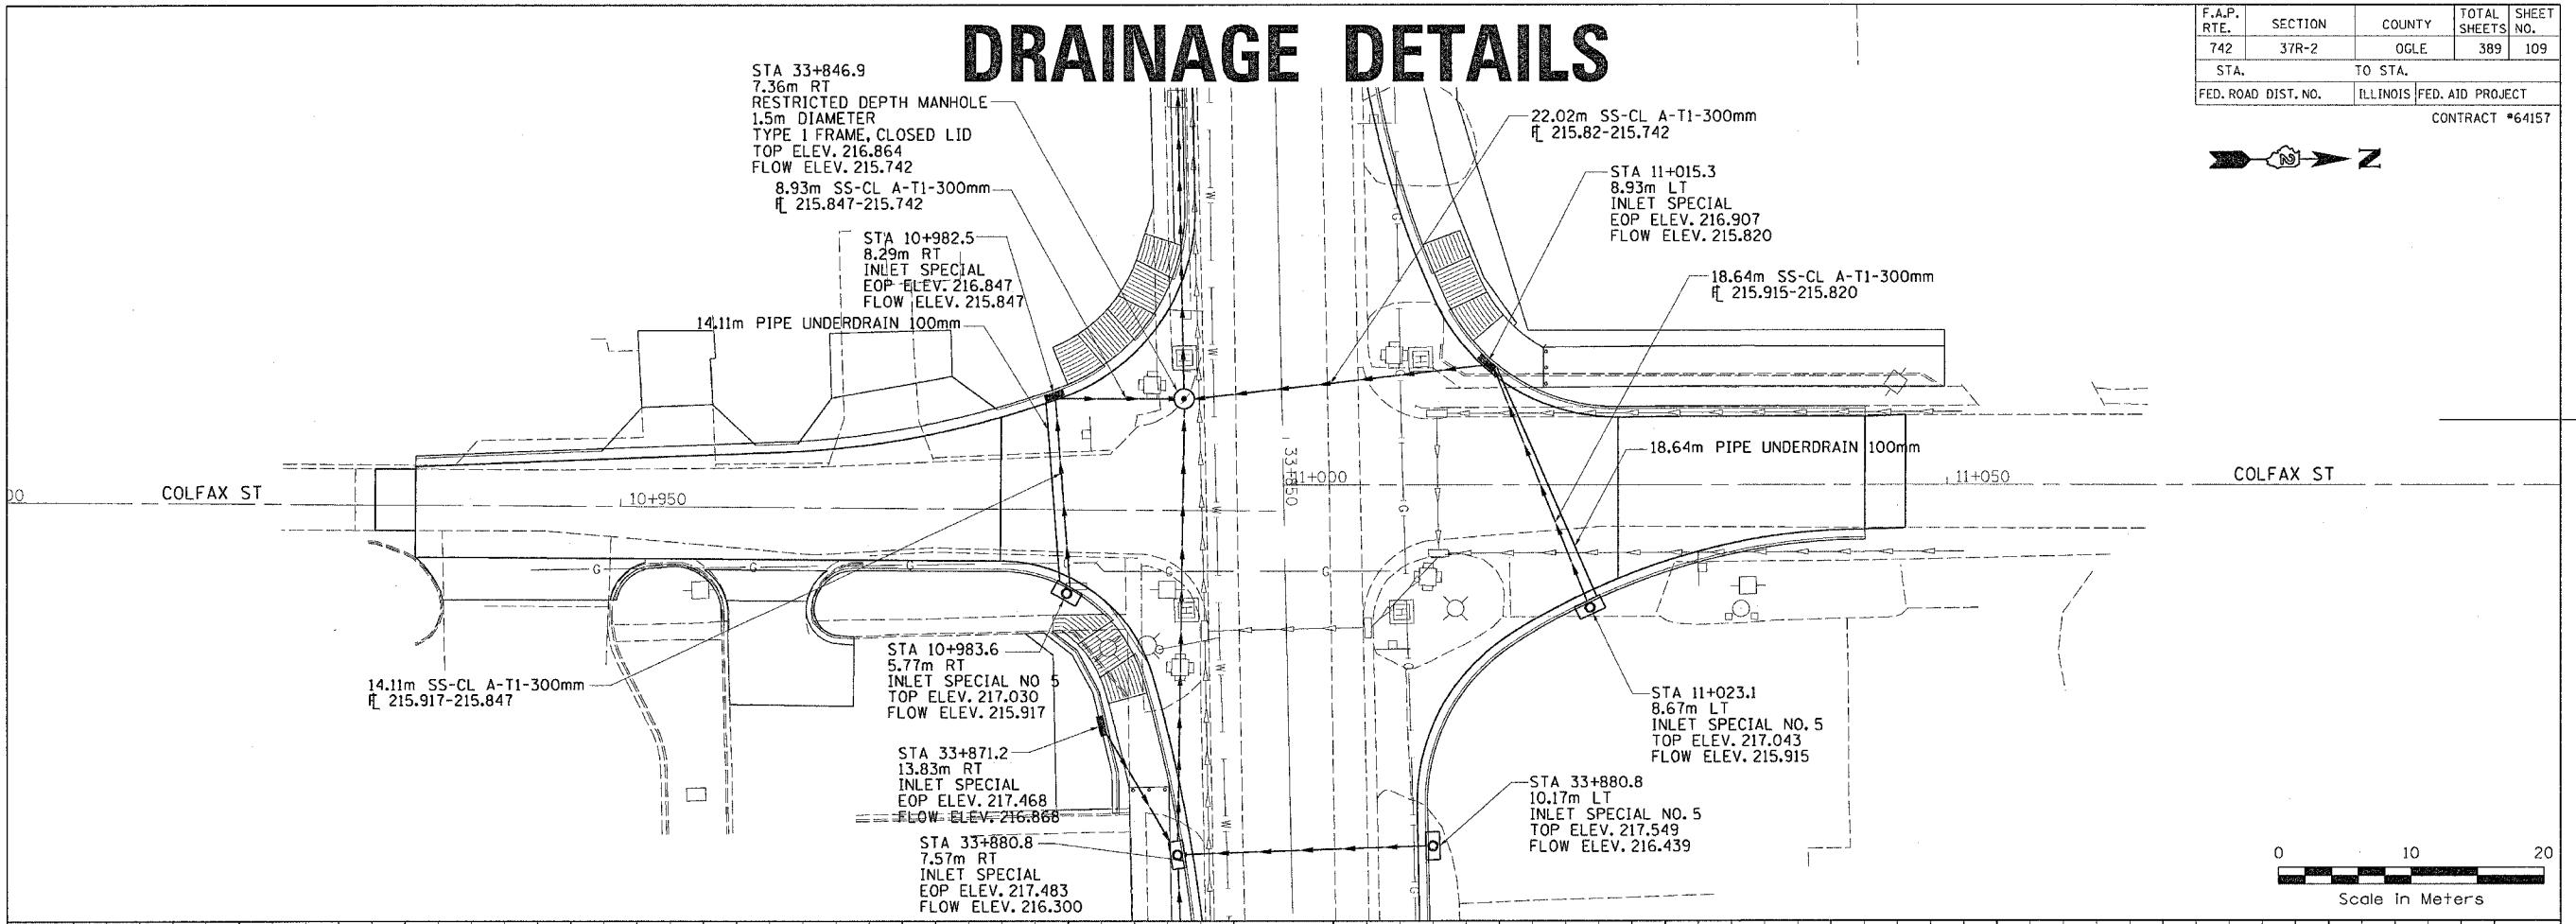 DRAINAGE DETAILS
F.A.P. RTE. SECTION COUNTY TOTAL SHEETS SHEET NO.
742 37R-2 OGLE 389 109
STA. TO STA.
FED. ROAD DIST. NO. ILLINOIS FED. AID PROJECT
CONTRACT #64157
N
STA 33+846.9
7.36m RT
RESTRICTED DEPTH MANHOLE
1.5m DIAMETER
TYPE 1 FRAME, CLOSED LID
TOP ELEV. 216.864
FLOW ELEV. 215.742
8.93m SS-CL A-T1-300mm
FL 215.847-215.742
STA 10+982.5
8.29m RT
INLET SPECIAL
EOP ELEV. 216.847
FLOW ELEV. 215.847
14.11m PIPE UNDERDRAIN 100mm
22.02m SS-CL A-T1-300mm
FL 215.82-215.742
STA 11+015.3
8.93m LT
INLET SPECIAL
EOP ELEV. 216.907
FLOW ELEV. 215.820
18.64m SS-CL A-T1-300mm
FL 215.915-215.820
18.64m PIPE UNDERDRAIN 100mm
00
COLFAX ST
10+950
11+000
33+850
11+050
COLFAX ST
14.11m SS-CL A-T1-300mm
FL 215.917-215.847
STA 10+983.6
5.77m RT
INLET SPECIAL NO 5
TOP ELEV. 217.030
FLOW ELEV. 215.917
STA 33+871.2
13.83m RT
INLET SPECIAL
EOP ELEV. 217.468
FLOW ELEV. 216.868
STA 33+880.8
7.57m RT
INLET SPECIAL
EOP ELEV. 217.483
FLOW ELEV. 216.300
STA 11+023.1
8.67m LT
INLET SPECIAL NO. 5
TOP ELEV. 217.043
FLOW ELEV. 215.915
STA 33+880.8
10.17m LT
INLET SPECIAL NO. 5
TOP ELEV. 217.549
FLOW ELEV. 216.439
0 10 20
Scale in Meters